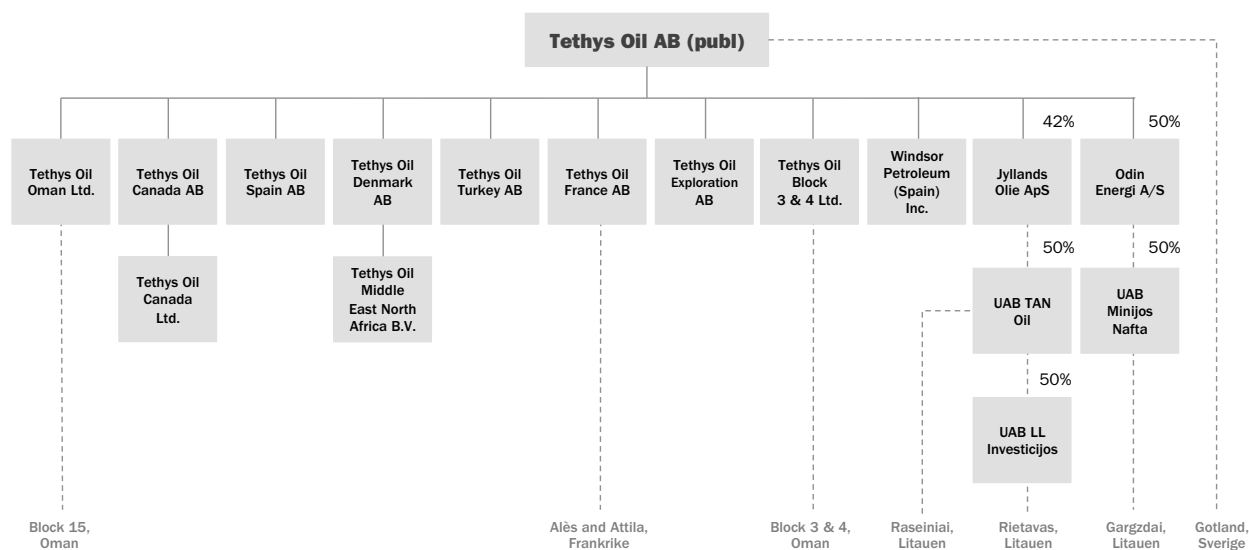 Tethys Oil AB (publ)
42%
50%
Tethys Oil
Oman Ltd.
Tethys Oil
Canada AB
Tethys Oil
Spain AB
Tethys Oil
Denmark
AB
Tethys Oil
Turkey AB
Tethys Oil
France AB
Tethys Oil
Exploration
AB
Tethys Oil
Block
3 & 4 Ltd.
Windsor
Petroleum
(Spain)
Inc.
Jyllands
Olie ApS
Odin
Energi A/S
50%
50%
Tethys Oil
Canada
Ltd.
Tethys Oil
Middle
East North
Africa B.V.
UAB TAN
Oil
UAB
Minijos
Nafta
50%
UAB LL
Investicijos
Block 15,
Oman
Alès and Attila,
Frankrike
Block 3 & 4,
Oman
Raseiniai,
Litauen
Rietavas,
Litauen
Gargzdai,
Litauen
Gotland,
Sverige